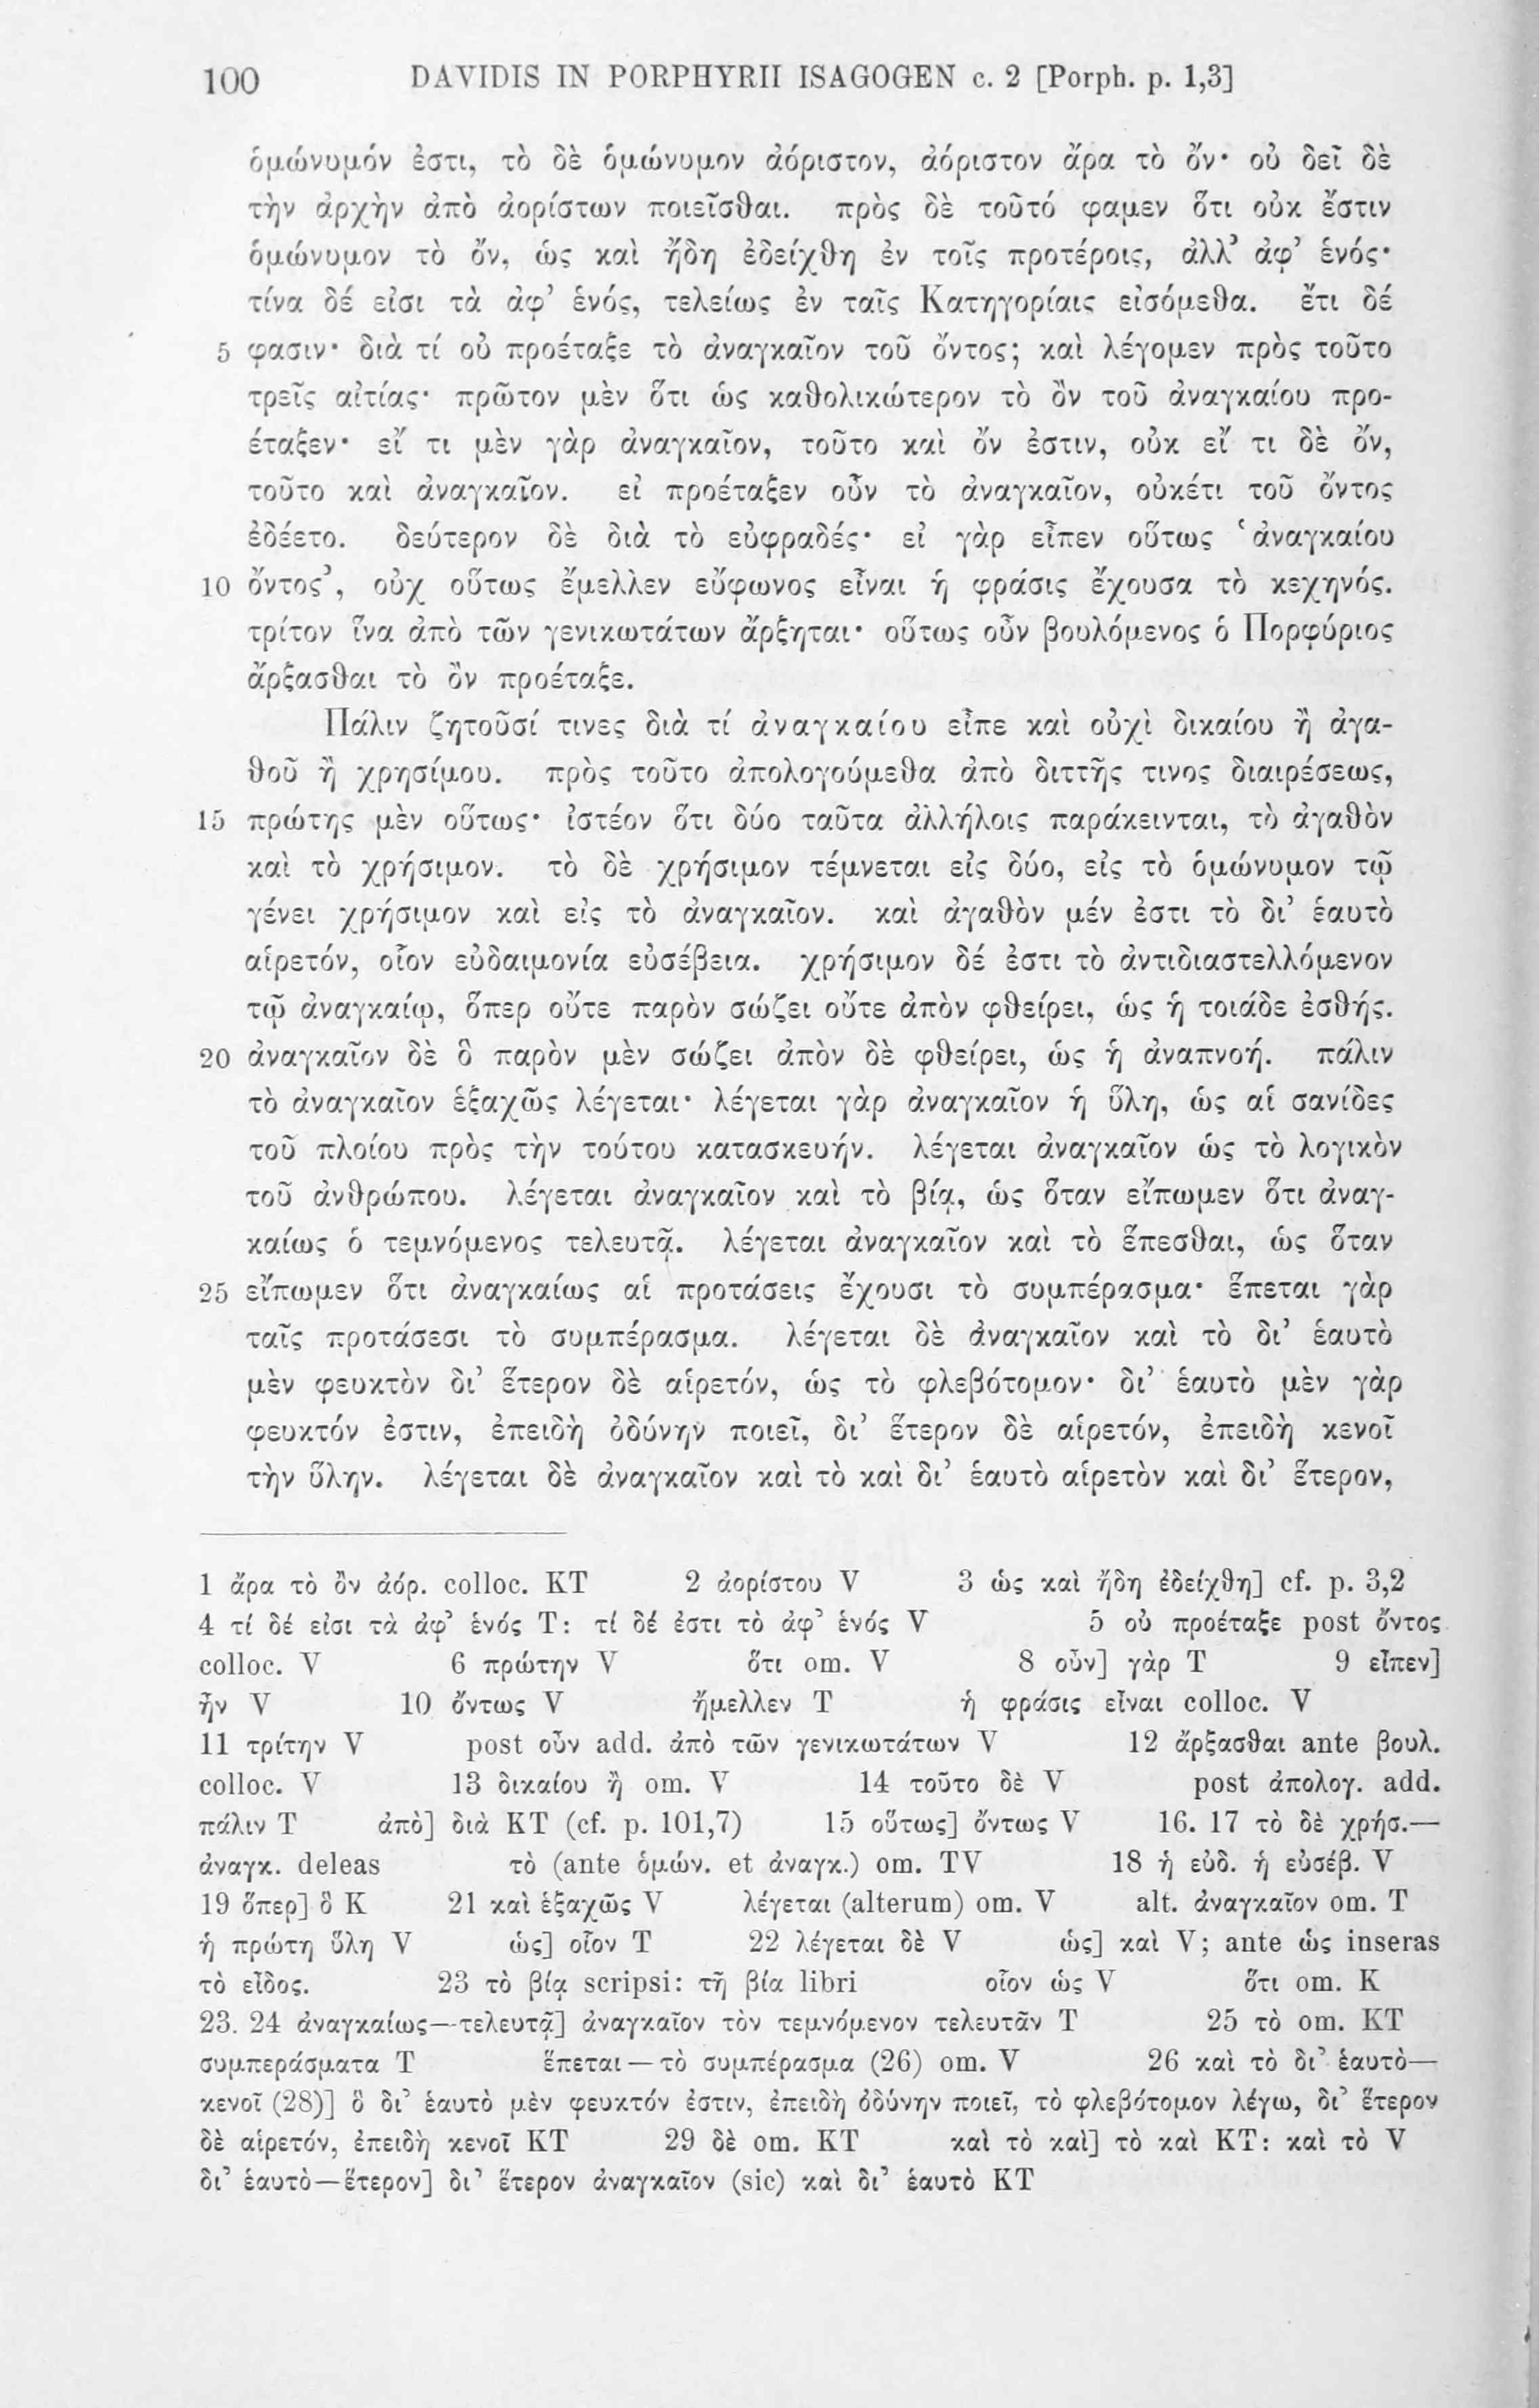 100 DAVIDIS IN PORPHYRII ISAGOGEN c. 2 [Porph. p. 1,3]
ὁμώνυμόν ἐστι, τὸ δὲ ὁμώνυμον ἀόριστον, ἀόριστον ἄρα τὸ ὄν· οὐ δεῖ δὲ
τὴν ἀρχὴν ἀπὸ ἀορίστων ποιεῖσθαι. πρὸς δὲ τοῦτό φαμεν ὅτι οὐκ ἔστιν
ὁμώνυμον τὸ ὄν, ὡς καὶ ἤδη ἐδείχθη ἐν τοῖς προτέροις, ἀλλ’ ἀφ’ ἑνός·
τίνα δέ εἰσι τὰ ἀφ’ ἑνός, τελείως ἐν ταῖς Κατηγορίαις εἰσόμεθα. ἔτι δέ
5 φασιν· διὰ τί οὐ προέταξε τὸ ἀναγκαῖον τοῦ ὄντος; καὶ λέγομεν πρὸς τοῦτο
τρεῖς αἰτίας· πρῶτον μὲν ὅτι ὡς καθολικώτερον τὸ ὂν τοῦ ἀναγκαίου προ-
έταξεν· εἴ τι μὲν γὰρ ἀναγκαῖον, τοῦτο καὶ ὄν ἐστιν, οὐκ εἴ τι δὲ ὄν,
τοῦτο καὶ ἀναγκαῖον. εἰ προέταξεν οὖν τὸ ἀναγκαῖον, οὐκέτι τοῦ ὄντος
ἐδέετο. δεύτερον δὲ διὰ τὸ εὐφραδές· εἰ γὰρ εἶπεν οὕτως ‘ἀναγκαίου
10 ὄντος’, οὐχ οὕτως ἔμελλεν εὔφωνος εἶναι ἡ φράσις ἔχουσα τὸ κεχηνός.
τρίτον ἵνα ἀπὸ τῶν γενικωτάτων ἄρξηται· οὕτως οὖν βουλόμενος ὁ Πορφύριος
ἄρξασθαι τὸ ὂν προέταξε.
Πάλιν ζητοῦσί τινες διὰ τί ἀναγκαίου εἶπε καὶ οὐχὶ δικαίου ἢ ἀγα-
θοῦ ἢ χρησίμου. πρὸς τοῦτο ἀπολογούμεθα ἀπὸ διττῆς τινος διαιρέσεως,
15 πρώτης μὲν οὕτως· ἰστέον ὅτι δύο ταῦτα ἀλλήλοις παράκεινται, τὸ ἀγαθὸν
καὶ τὸ χρήσιμον. τὸ δὲ χρήσιμον τέμνεται εἰς δύο, εἰς τὸ ὁμώνυμον τῷ
γένει χρήσιμον καὶ εἰς τὸ ἀναγκαῖον. καὶ ἀγαθὸν μέν ἐστι τὸ δι’ ἑαυτὸ
αἱρετόν, οἷον εὐδαιμονία εὐσέβεια. χρήσιμον δέ ἐστι τὸ ἀντιδιαστελλόμενον
τῷ ἀναγκαίῳ, ὅπερ οὔτε παρὸν σώζει οὔτε ἀπὸν φθείρει, ὡς ἡ τοιάδε ἐσθής.
20 ἀναγκαῖον δὲ ὃ παρὸν μὲν σώζει ἀπὸν δὲ φθείρει, ὡς ἡ ἀναπνοή. πάλιν
τὸ ἀναγκαῖον ἑξαχῶς λέγεται· λέγεται γὰρ ἀναγκαῖον ἡ ὕλη, ὡς αἱ σανίδες
τοῦ πλοίου πρὸς τὴν τούτου κατασκευήν. λέγεται ἀναγκαῖον ὡς τὸ λογικὸν
τοῦ ἀνθρώπου. λέγεται ἀναγκαῖον καὶ τὸ βίᾳ, ὡς ὅταν εἴπωμεν ὅτι ἀναγ-
καίως ὁ τεμνόμενος τελευτᾷ. λέγεται ἀναγκαῖον καὶ τὸ ἕπεσθαι, ὡς ὅταν
25 εἴπωμεν ὅτι ἀναγκαίως αἱ προτάσεις ἔχουσι τὸ συμπέρασμα· ἕπεται γὰρ
ταῖς προτάσεσι τὸ συμπέρασμα. λέγεται δὲ ἀναγκαῖον καὶ τὸ δι’ ἑαυτὸ
μὲν φευκτὸν δι’ ἕτερον δὲ αἱρετόν, ὡς τὸ φλεβότομον· δι’ ἑαυτὸ μὲν γὰρ
φευκτόν ἐστιν, ἐπειδὴ ὀδύνην ποιεῖ, δι’ ἕτερον δὲ αἱρετόν, ἐπειδὴ κενοῖ
τὴν ὕλην. λέγεται δὲ ἀναγκαῖον καὶ τὸ καὶ δι’ ἑαυτὸ αἱρετὸν καὶ δι’ ἕτερον,
1 ἄρα τὸ ὂν ἀόρ. colloc. KT 2 ἀορίστου V 3 ὡς καὶ ἤδη ἐδείχθη] cf. p. 3,2
4 τί δέ εἰσι τὰ ἀφ’ ἑνός T: τί δέ ἐστι τὸ ἀφ’ ἑνός V 5 οὐ προέταξε post ὄντος
colloc. V 6 πρώτην V ὅτι om. V 8 οὖν] γὰρ T 9 εἶπεν]
ἦν V 10 ὄντως V ἤμελλεν T ἡ φράσις εἶναι colloc. V
11 τρίτην V post οὖν add. ἀπὸ τῶν γενικωτάτων V 12 ἄρξασθαι ante βουλ.
colloc. V 13 δικαίου ἢ om. V 14 τοῦτο δὲ V post ἀπολογ. add.
πάλιν T ἀπὸ] διὰ KT (cf. p. 101,7) 15 οὕτως] ὄντως V 16. 17 τὸ δὲ χρήσ.—
ἀναγκ. deleas τὸ (ante ὁμών. et ἀναγκ.) om. TV 18 ἡ εὐδ. ἡ εὐσέβ. V
19 ὅπερ] ὃ K 21 καὶ ἑξαχῶς V λέγεται (alterum) om. V alt. ἀναγκαῖον om. T
ἡ πρώτη ὕλη V ὡς] οἷον T 22 λέγεται δὲ V ὡς] καὶ V; ante ὡς inseras
τὸ εἶδος. 23 τὸ βίᾳ scripsi: τῇ βίᾳ libri οἷον ὡς V ὅτι om. K
23. 24 ἀναγκαίως—τελευτᾷ] ἀναγκαῖον τὸν τεμνόμενον τελευτᾶν T 25 τὸ om. KT
συμπεράσματα T ἕπεται — τὸ συμπέρασμα (26) om. V 26 καὶ τὸ δι’ ἑαυτὸ—
κενοῖ (28)] ὃ δι’ ἑαυτὸ μὲν φευκτόν ἐστιν, ἐπειδὴ ὀδύνην ποιεῖ, τὸ φλεβότομον λέγω, δι’ ἕτερον
δὲ αἱρετόν, ἐπειδὴ κενοῖ KT 29 δὲ om. KT καὶ τὸ καὶ] τὸ καὶ KT: καὶ τὸ V
δι’ ἑαυτὸ—ἕτερον] δι’ ἕτερον ἀναγκαῖον (sic) καὶ δι’ ἑαυτὸ KT